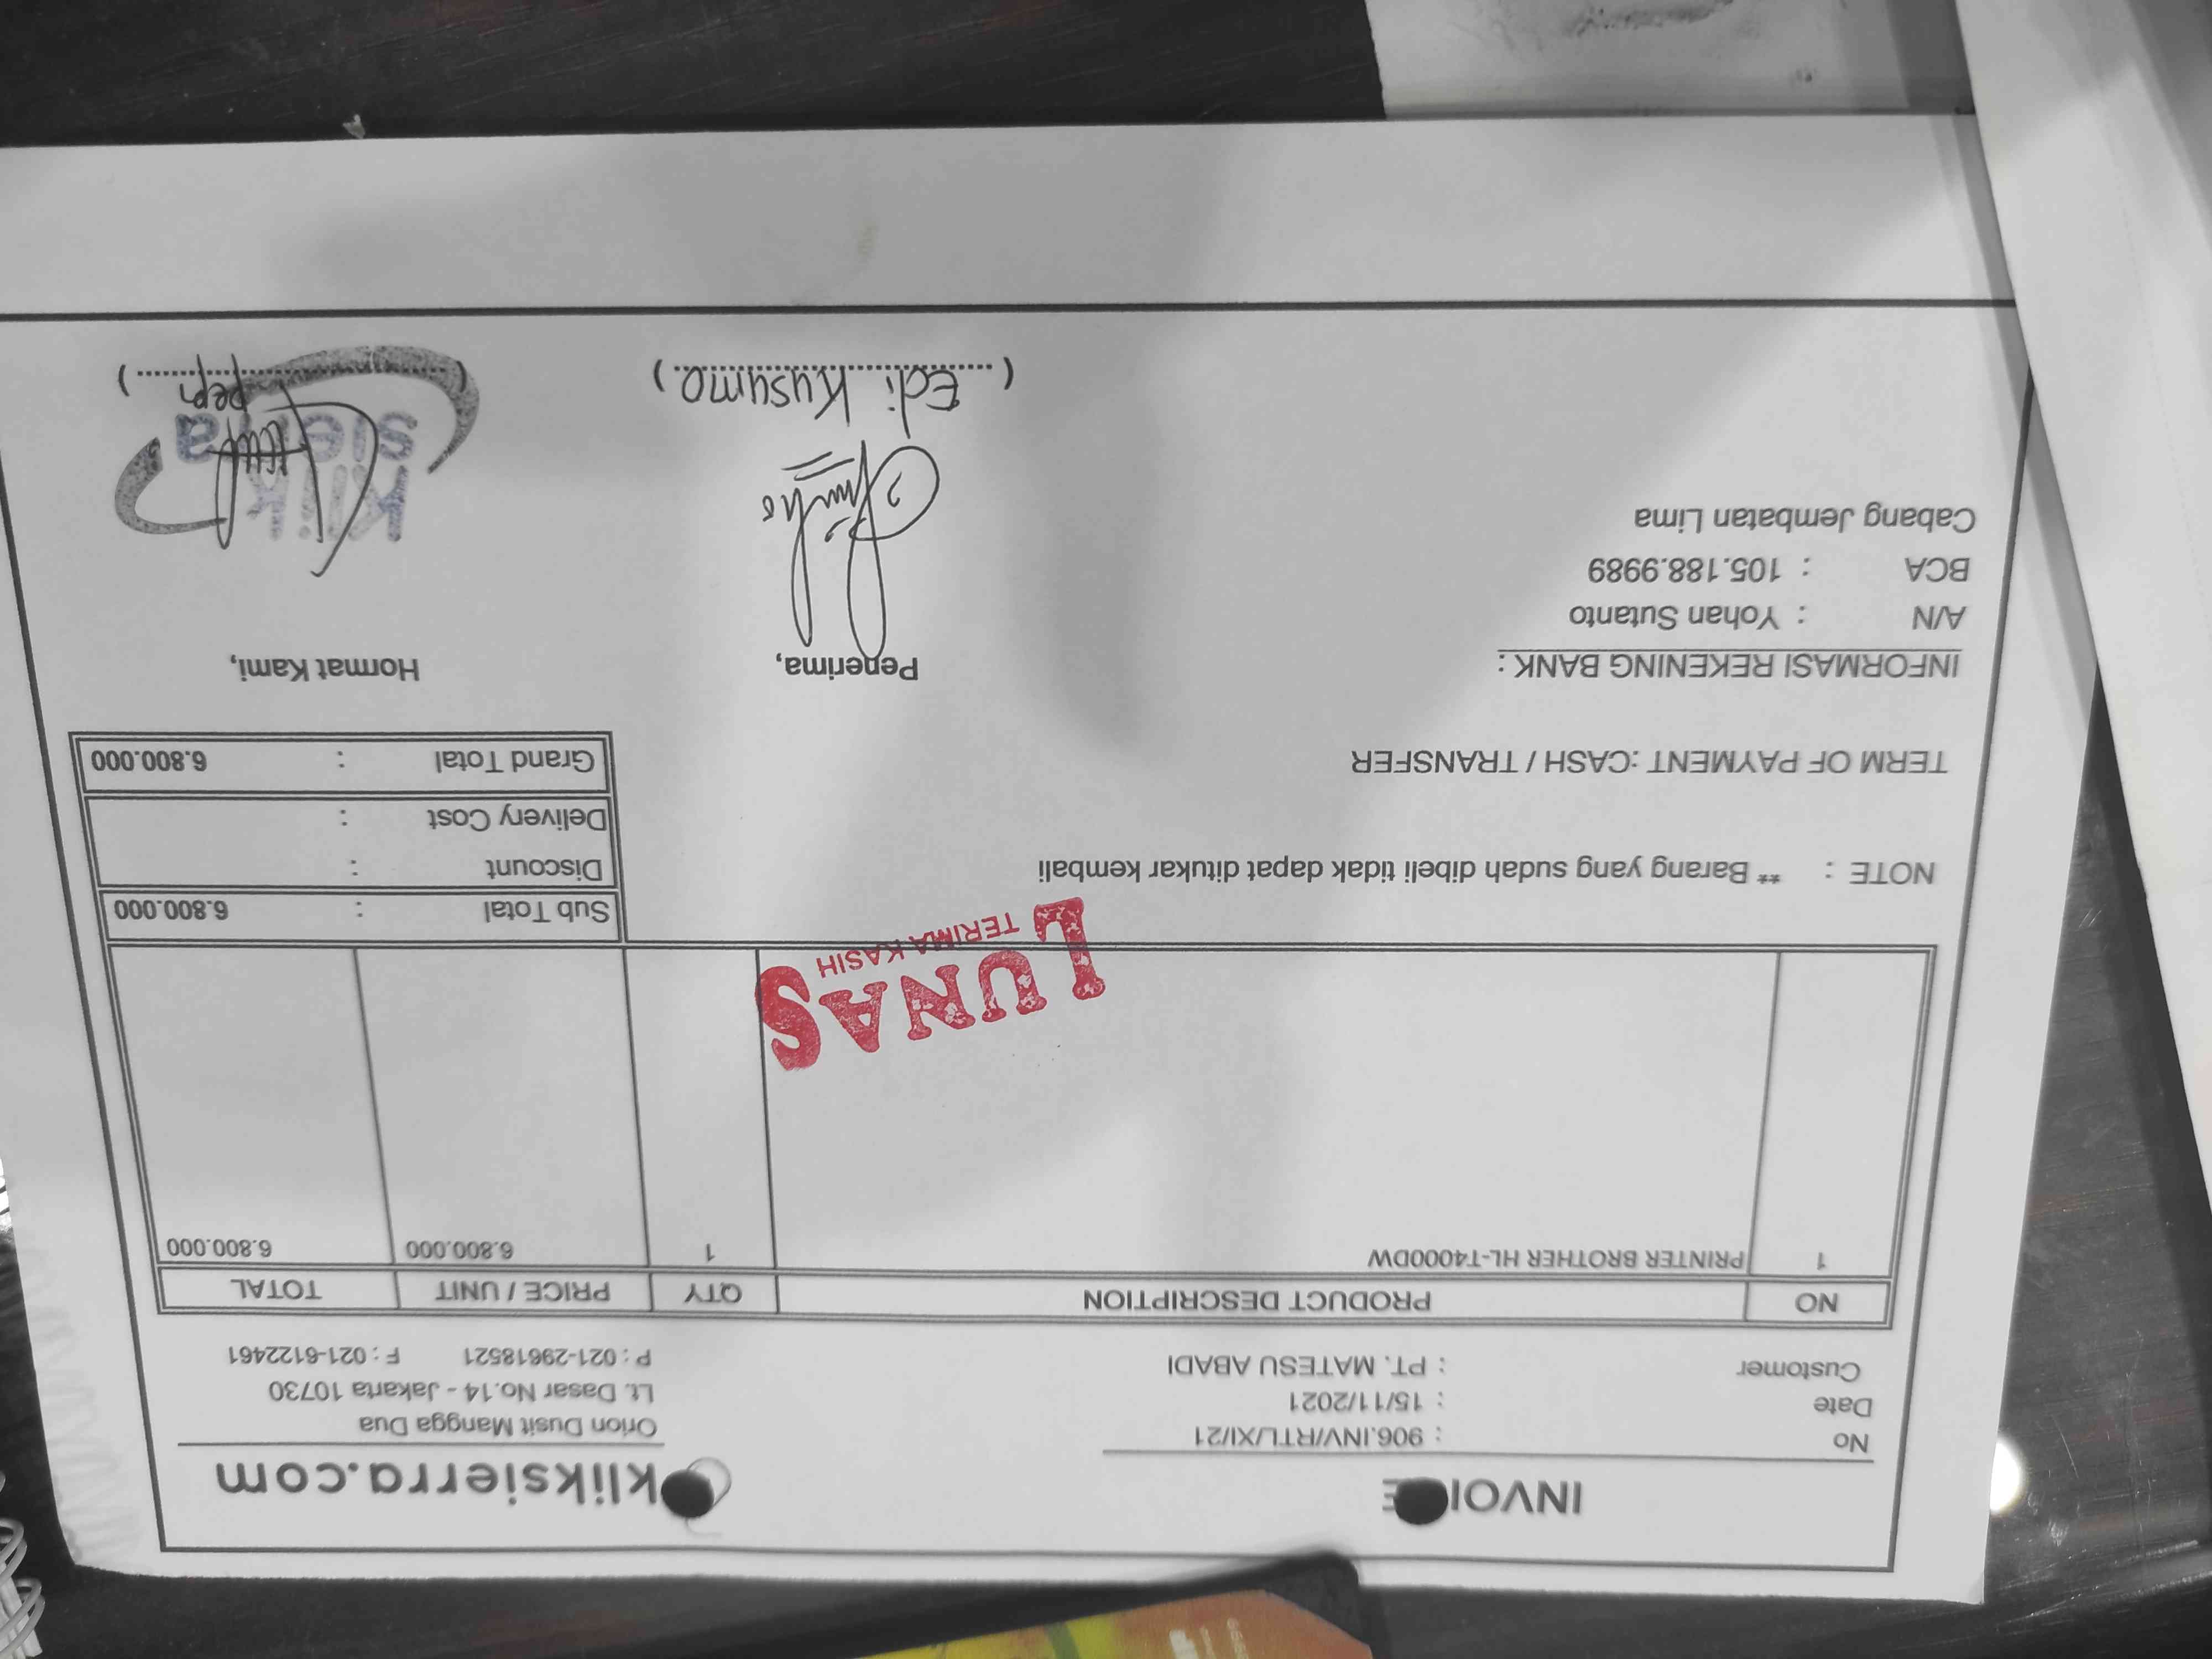 INVOICE
kliksierra.com
No : 906.INV/RTL/XI/21
Date : 15/11/2021
Customer : PT. MATESU ABADI
Orion Dusit Mangga Dua
Lt. Dasar No.14 - Jakarta 10730
P : 021-29618521 F : 021-6122461
NO PRODUCT DESCRIPTION QTY PRICE / UNIT TOTAL
1 PRINTER BROTHER HL-T4000DW 1 6.800.000 6.800.000
LUNAS
TERIMA KASIH
Sub Total : 6.800.000
Discount :
Delivery Cost :
Grand Total : 6.800.000
NOTE : ** Barang yang sudah dibeli tidak dapat ditukar kembali
TERM OF PAYMENT : CASH / TRANSFER
INFORMASI REKENING BANK :
A/N : Yohan Sutanto
BCA : 105.188.9989
Cabang Jembatan Lima
Penerima,
( Edi Kusumo )
Hormat Kami,
klik
sierra